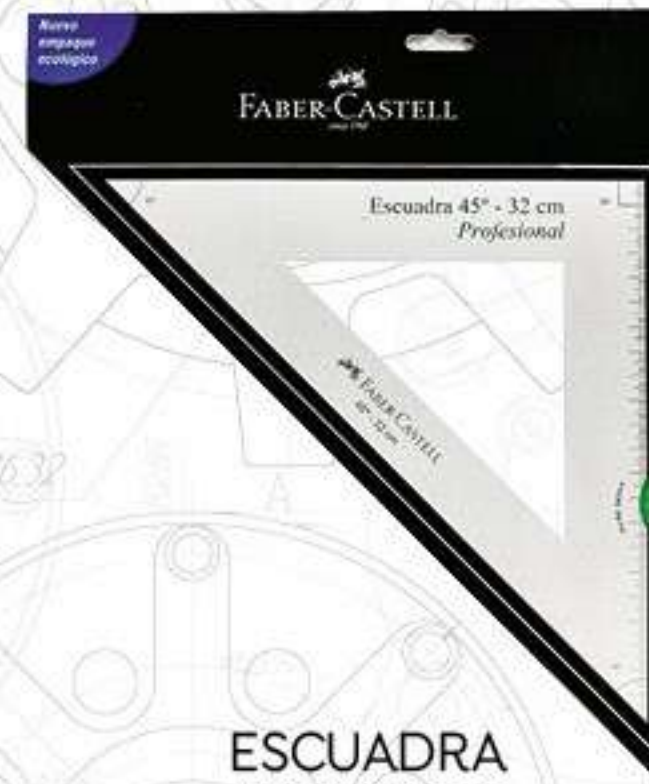 Nuevo
empaque
ecológico
FABER-CASTELL
since 1761
Escuadra 45° - 32 cm
Profesional
FABER-CASTELL
45° - 32 cm
A
ESCUADRA